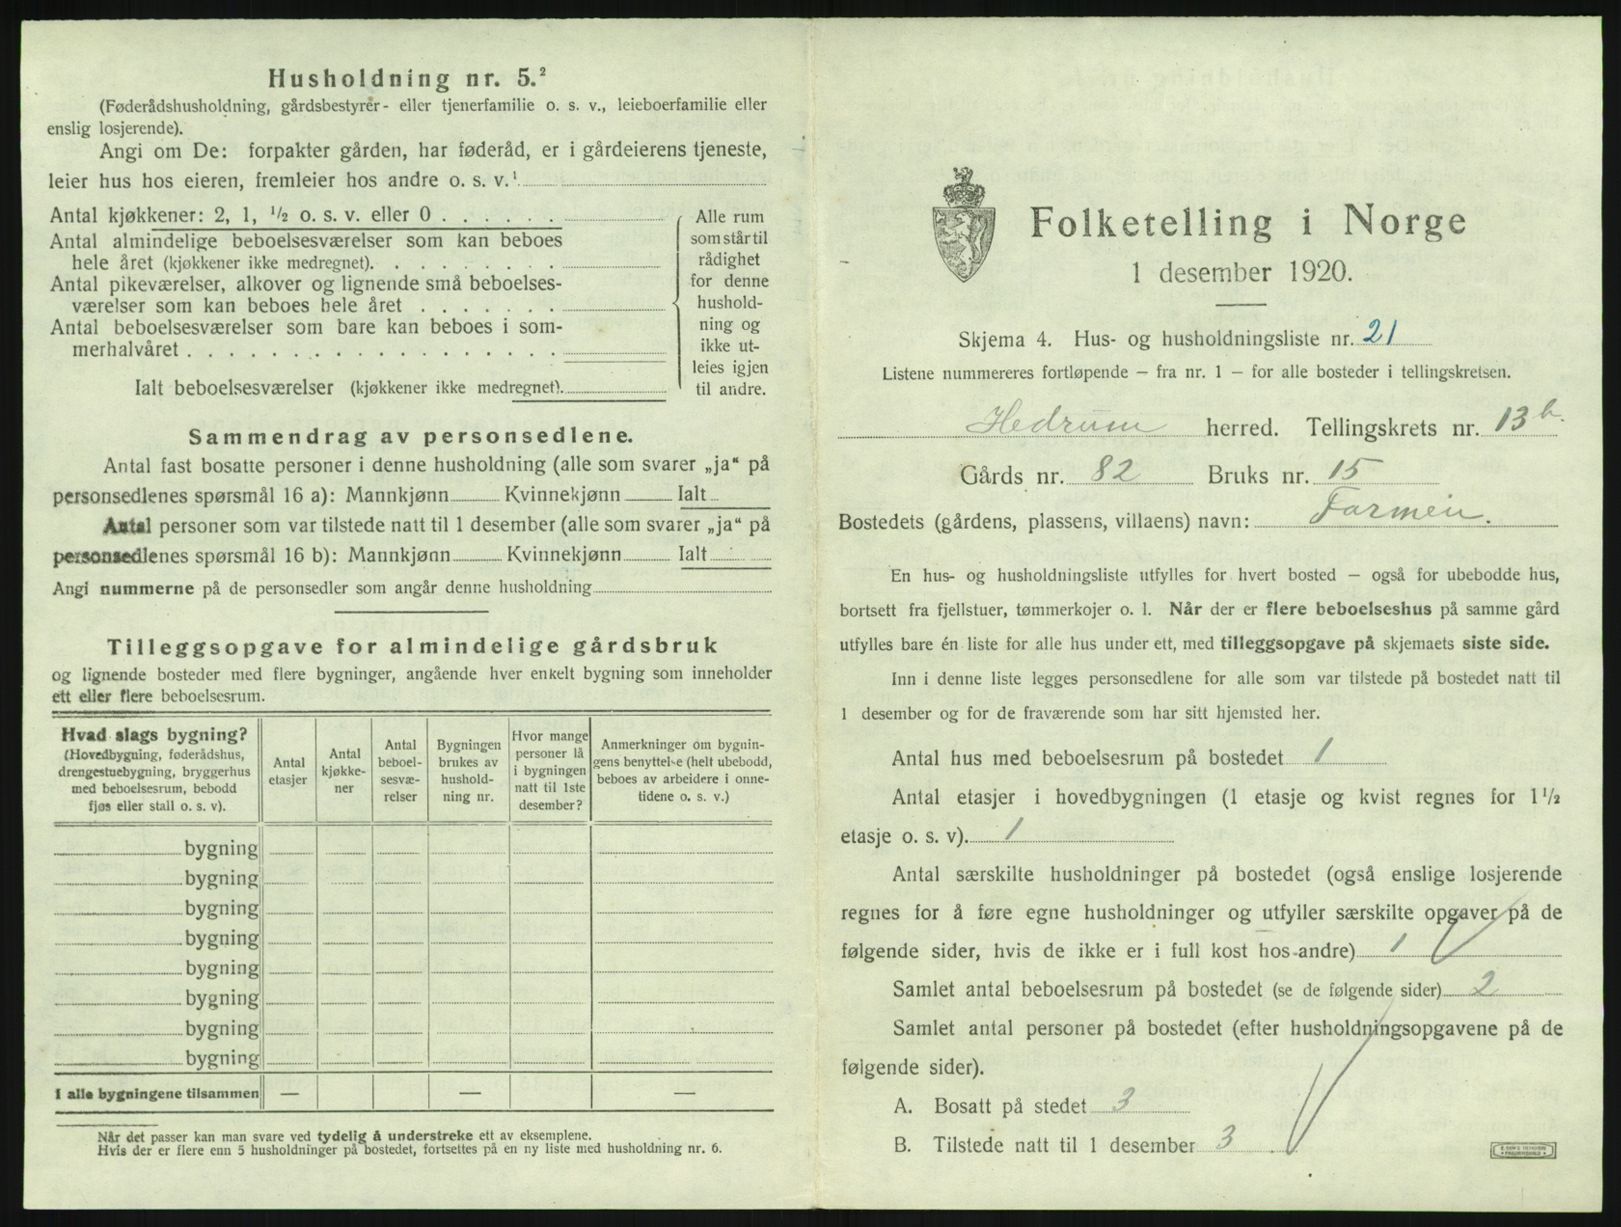 Husholdning nr. 5.²
(Føderådshusholdning, gårdsbestyrer- eller tjenerfamilie o. s. v., leieboerfamilie eller
enslig losjerende).
Angi om De: forpakter gården, har føderåd, er i gårdeierens tjeneste,
leier hus hos eieren, fremleier hos andre o. s. v.¹
Antal kjøkkener: 2, 1, ½ o. s. v. eller 0
Antal almindelige beboelsesværelser som kan beboes
hele året (kjøkkener ikke medregnet).
Antal pikeværelser, alkover og lignende små beboelses-
værelser som kan beboes hele året
Antal beboelsesværelser som bare kan beboes i som-
merhalvåret
Ialt beboelsesværelser (kjøkkener ikke medregnet).
Alle rum
som står til
rådighet
for denne
hushold-
ning og
ikke ut-
leies igjen
til andre.
Sammendrag av personsedlene.
Antal fast bosatte personer i denne husholdning (alle som svarer „ja“ på
personsedlenes spørsmål 16 a): Mannkjønn Kvinnekjønn Ialt
Antal personer som var tilstede natt til 1 desember (alle som svarer „ja“ på
personsedlenes spørsmål 16 b): Mannkjønn Kvinnekjønn Ialt
Angi nummerne på de personsedler som angår denne husholdning
Tilleggsopgave for almindelige gårdsbruk
og lignende bosteder med flere bygninger, angående hver enkelt bygning som inneholder
ett eller flere beboelsesrum.
Hvad slags bygning?
(Hovedbygning, føderådshus,
drengestuebygning, bryggerhus
med beboelsesrum, bebodd
fjøs eller stall o. s. v).
Antal
etasjer
Antal
kjøkke-
ner
Antal
beboel-
sesvæ-
relser
Bygningen
brukes av
hushold-
ning nr.
Hvor mange
personer lå
i bygningen
natt til 1ste
desember?
Anmerkninger om bygnin-
gens benyttelse (helt ubebodd,
beboes av arbeidere i onne-
tidene o. s. v.)
bygning
bygning
bygning
bygning
bygning
bygning
bygning
bygning
I alle bygningene tilsammen — — —
Når det passer kan man svare ved tydelig å understreke ett av eksemplene.
Hvis der er flere enn 5 husholdninger på bostedet, fortsettes på en ny liste med husholdning nr. 6.
Folketelling i Norge
1 desember 1920.
Skjema 4. Hus- og husholdningsliste nr. 21
Listene nummereres fortløpende — fra nr. 1 — for alle bosteder i tellingskretsen.
Hedrum herred. Tellingskrets nr. 13 b.
Gårds nr. 82 Bruks nr. 15
Bostedets (gårdens, plassens, villaens) navn: Farmen.
En hus- og husholdningsliste utfylles for hvert bosted — også for ubebodde hus,
bortsett fra fjellstuer, tømmerkojer o. l. Når der er flere beboelseshus på samme gård
utfylles bare én liste for alle hus under ett, med tilleggsopgave på skjemaets siste side.
Inn i denne liste legges personsedlene for alle som var tilstede på bostedet natt til
1 desember og for de fraværende som har sitt hjemsted her.
Antal hus med beboelsesrum på bostedet 1
Antal etasjer i hovedbygningen (1 etasje og kvist regnes for 1½
etasje o. s. v). 1
Antal særskilte husholdninger på bostedet (også enslige losjerende
regnes for å føre egne husholdninger og utfyller særskilte opgaver på de
følgende sider, hvis de ikke er i full kost hos andre) 1
Samlet antal beboelsesrum på bostedet (se de følgende sider) 2
Samlet antal personer på bostedet (efter husholdningsopgavene på de
følgende sider).
A. Bosatt på stedet 3
B. Tilstede natt til 1 desember 3